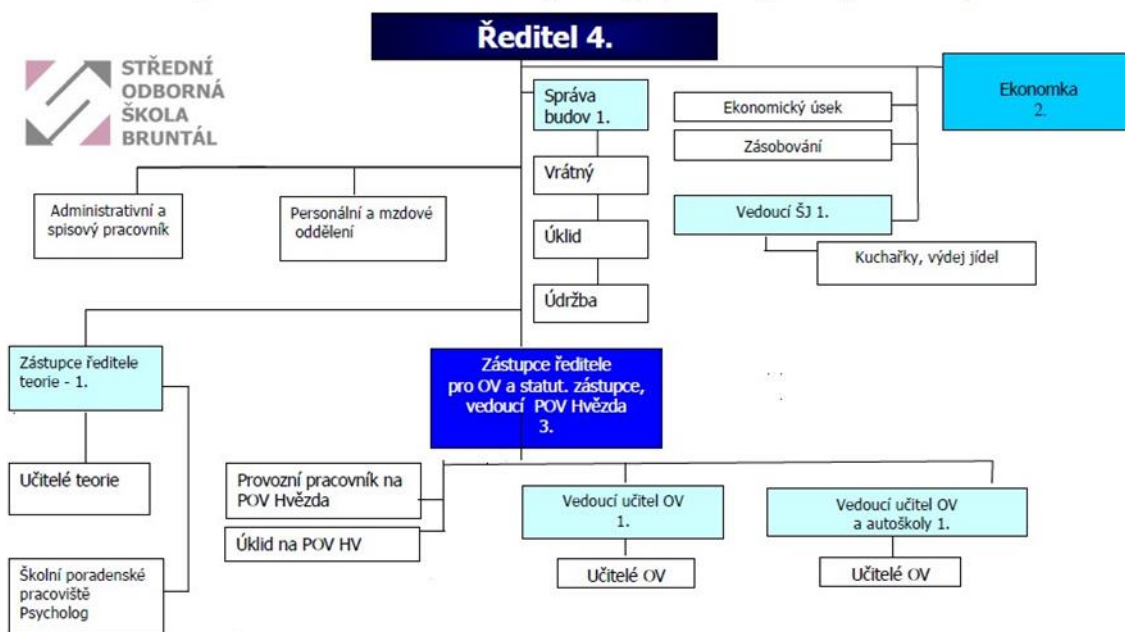 Ředitel 4.
STŘEDNÍ
ODBORNÁ
ŠKOLA
BRUNTÁL
Správa
budov 1.
Ekonomický úsek
Ekonomka
2.
Zásobování
Vrátný
Administrativní a
spisový pracovník
Personální a mzdové
oddělení
Vedoucí ŠJ 1.
Úklid
Kuchařky, výdej jídel
Údržba
Zástupce ředitele
teorie - 1.
Zástupce ředitele
pro OV a statut. zástupce,
vedoucí POV Hvězda
3.
Učitelé teorie
Provozní pracovník na
POV Hvězda
Vedoucí učitel OV
1.
Vedoucí učitel OV
a autoškoly 1.
Úklid na POV HV
Učitelé OV
Učitelé OV
Školní poradenské
pracoviště
Psycholog